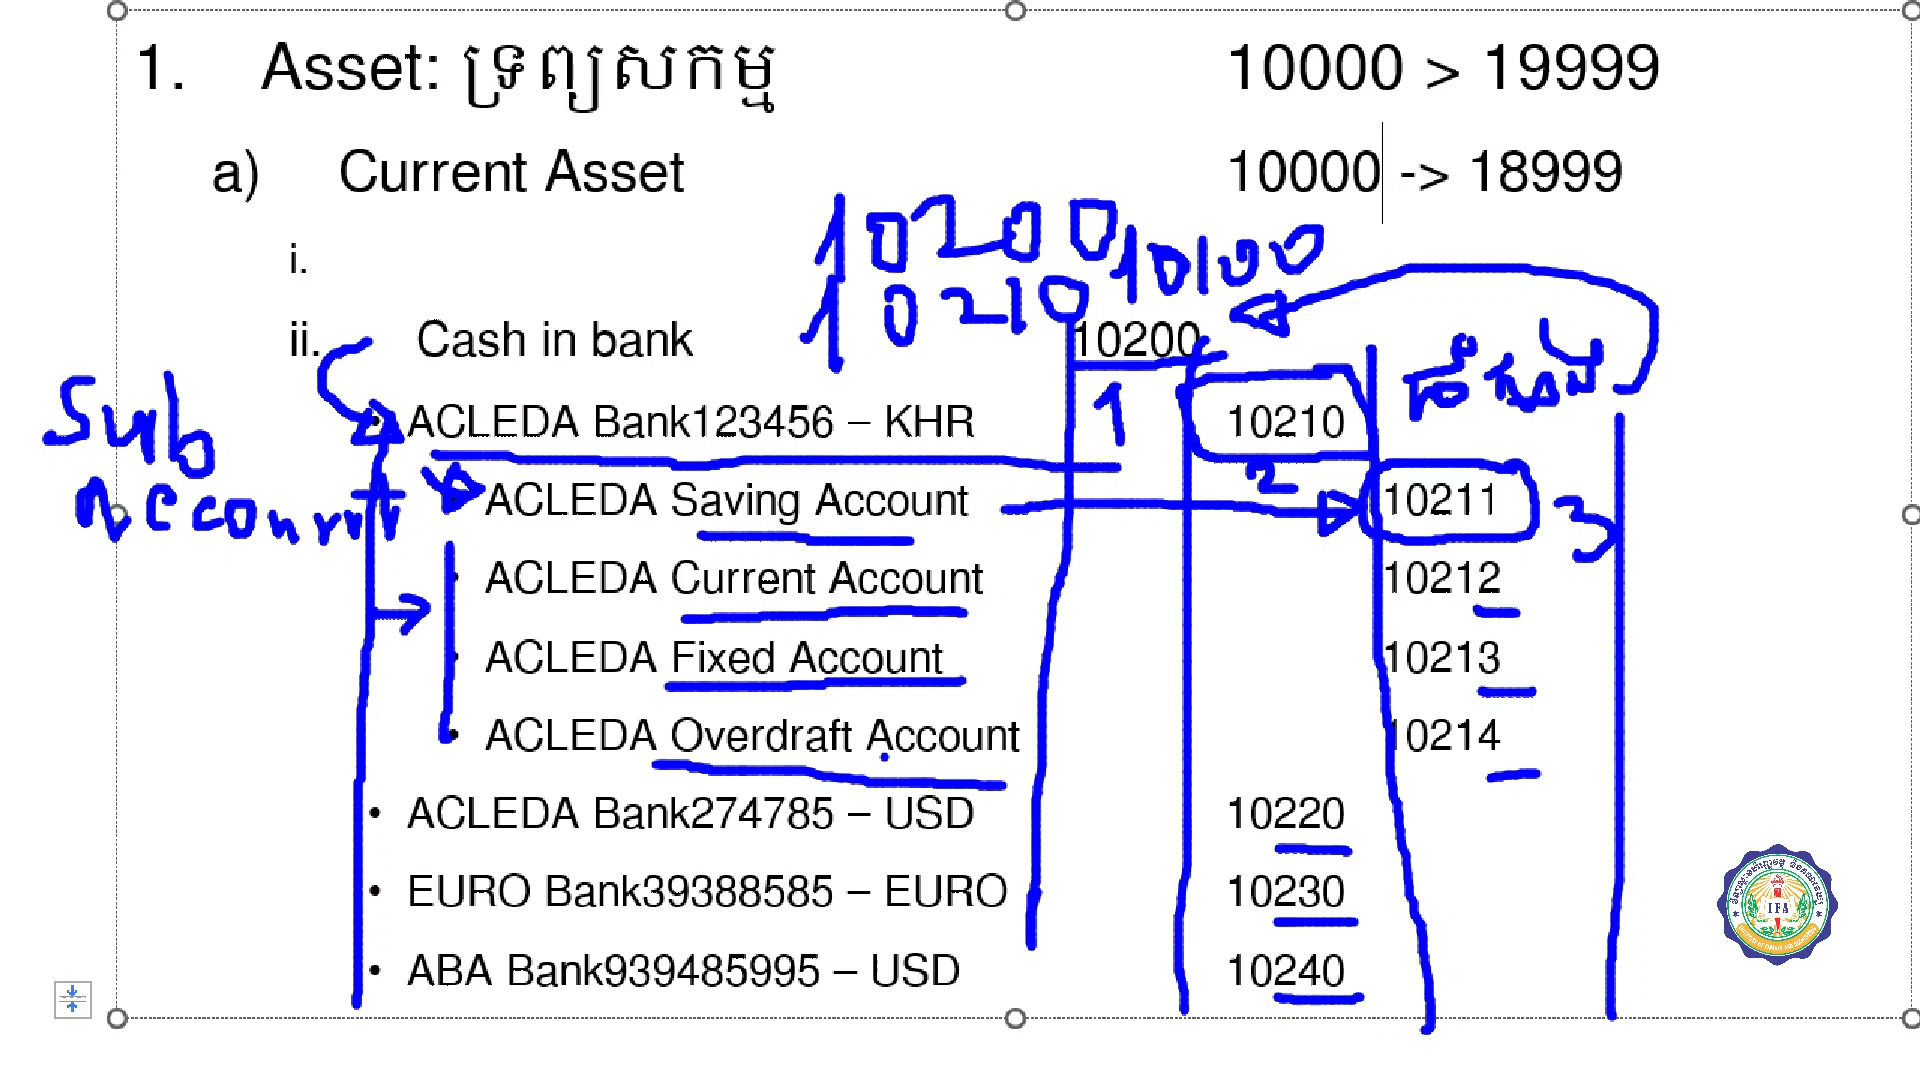 1. Asset: ទ្រព្យសកម្ម 10000 > 19999
a) Current Asset 10000 -> 18999
10200
i. 10100
10210
ii. Cash in bank 10200
Sub account
1
• ACLEDA Bank123456 – KHR 10210
2
• ACLEDA Saving Account 10211 3
• ACLEDA Current Account 10212
• ACLEDA Fixed Account 10213
• ACLEDA Overdraft Account 10214
• ACLEDA Bank274785 – USD 10220
• EURO Bank39388585 – EURO 10230
• ABA Bank939485995 – USD 10240
IFA